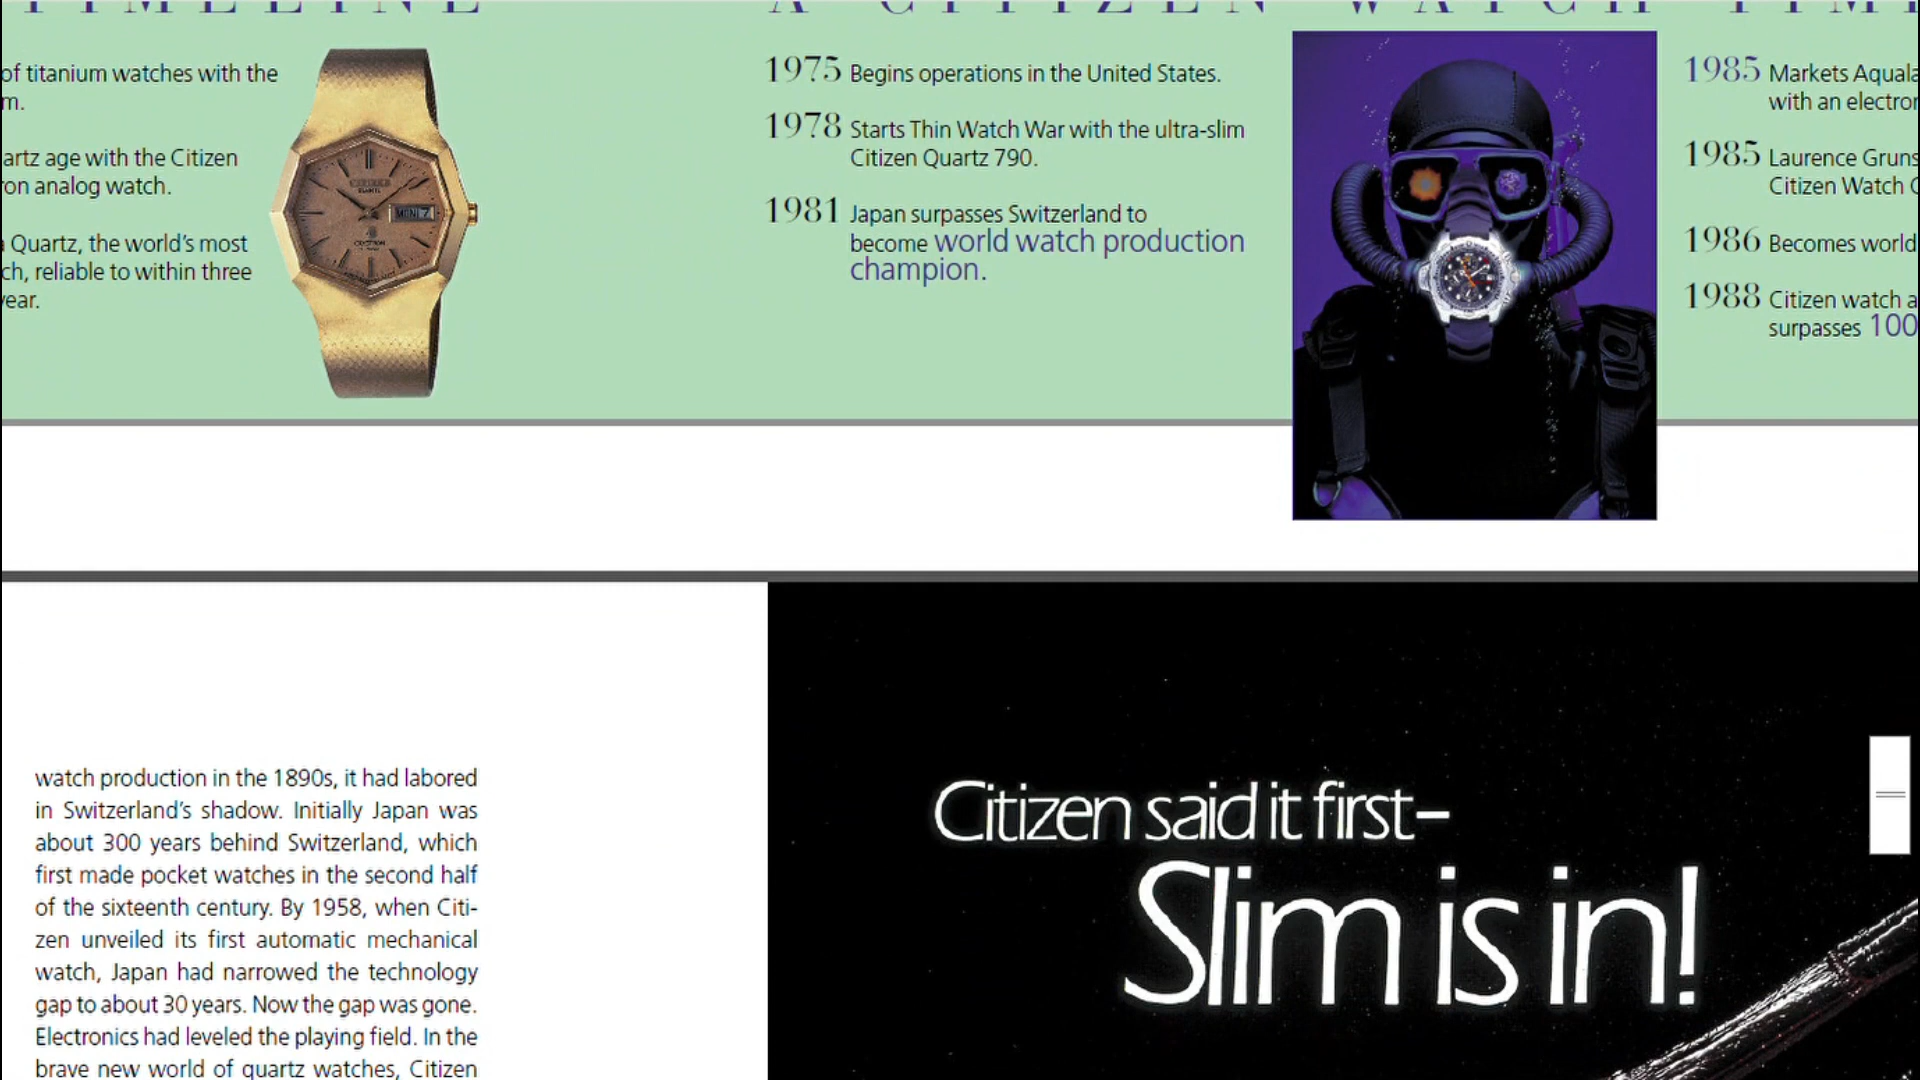 TIMELINE
A CITIZEN WATCH
of titanium watches with the
m.
artz age with the Citizen
ron analog watch.
Quartz, the world's most
ch, reliable to within three
year.
1975 Begins operations in the United States.
1978 Starts Thin Watch War with the ultra-slim
Citizen Quartz 790.
1981 Japan surpasses Switzerland to
become world watch production
champion.
1985 Markets Aquala
with an electron
1985 Laurence Gruns
Citizen Watch C
1986 Becomes world
1988 Citizen watch a
surpasses 100
watch production in the 1890s, it had labored
in Switzerland's shadow. Initially Japan was
about 300 years behind Switzerland, which
first made pocket watches in the second half
of the sixteenth century. By 1958, when Citi-
zen unveiled its first automatic mechanical
watch, Japan had narrowed the technology
gap to about 30 years. Now the gap was gone.
Electronics had leveled the playing field. In the
brave new world of quartz watches, Citizen
Citizen said it first–
Slim is in!